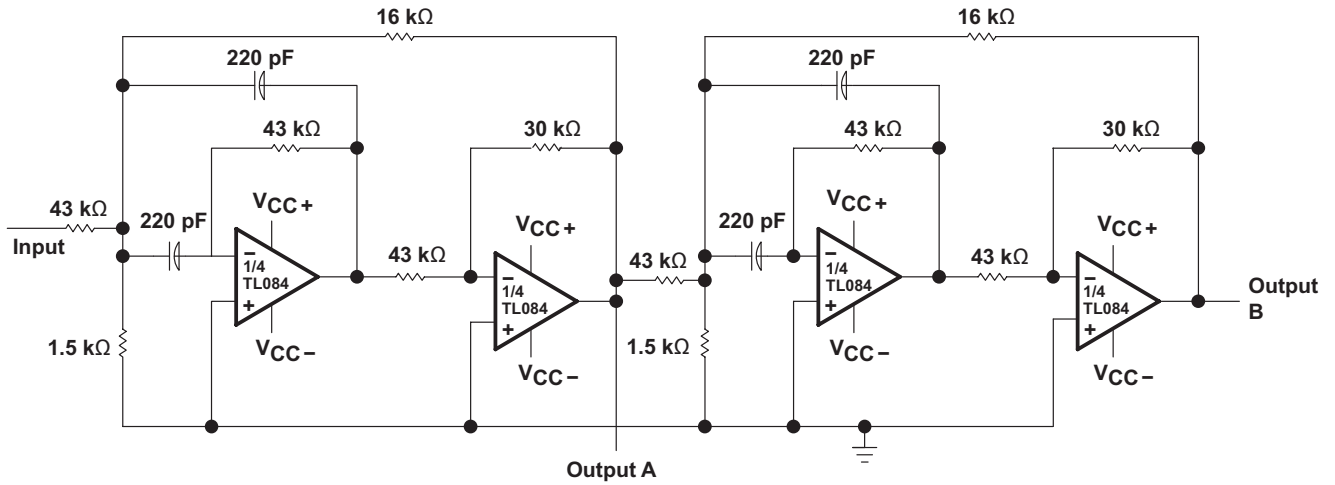 16 kΩ
16 kΩ
220 pF
220 pF
43 kΩ
30 kΩ
43 kΩ
30 kΩ
43 kΩ
Input
220 pF
VCC+
−
1/4
TL084
+
VCC−
1.5 kΩ
43 kΩ
VCC+
−
1/4
TL084
+
VCC−
43 kΩ
220 pF
VCC+
−
1/4
TL084
+
VCC−
1.5 kΩ
43 kΩ
VCC+
−
1/4
TL084
+
VCC−
Output
B
Output A